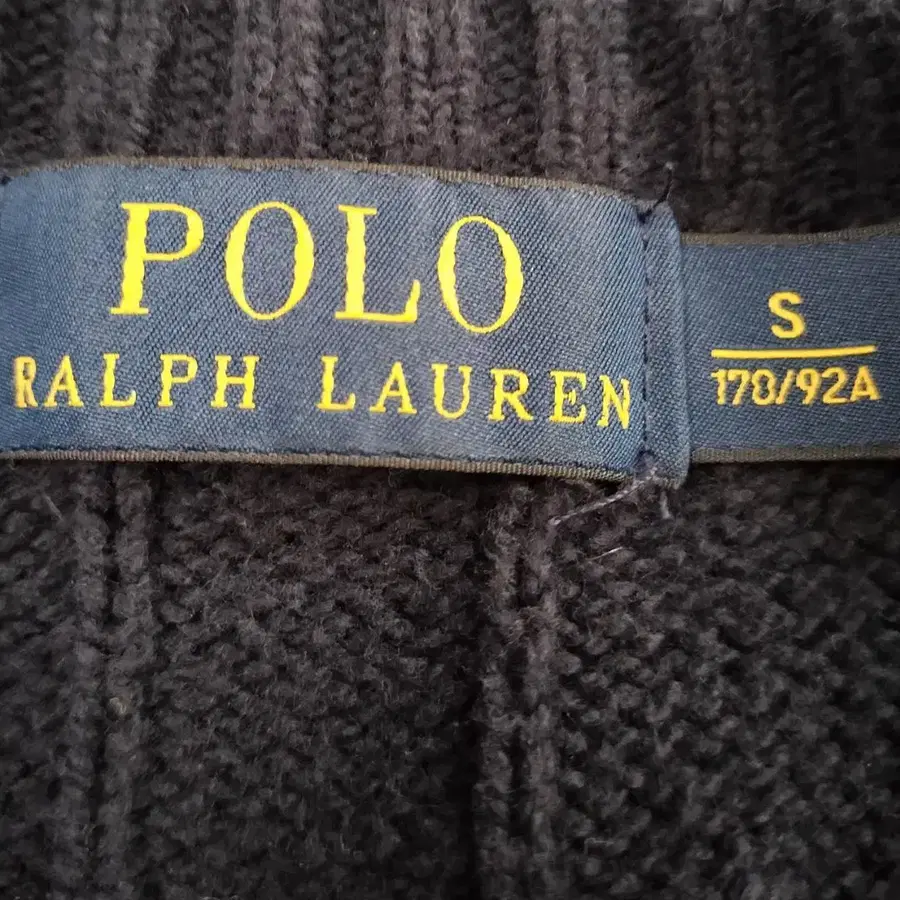 POLO
RALPH LAUREN
S
170/92A